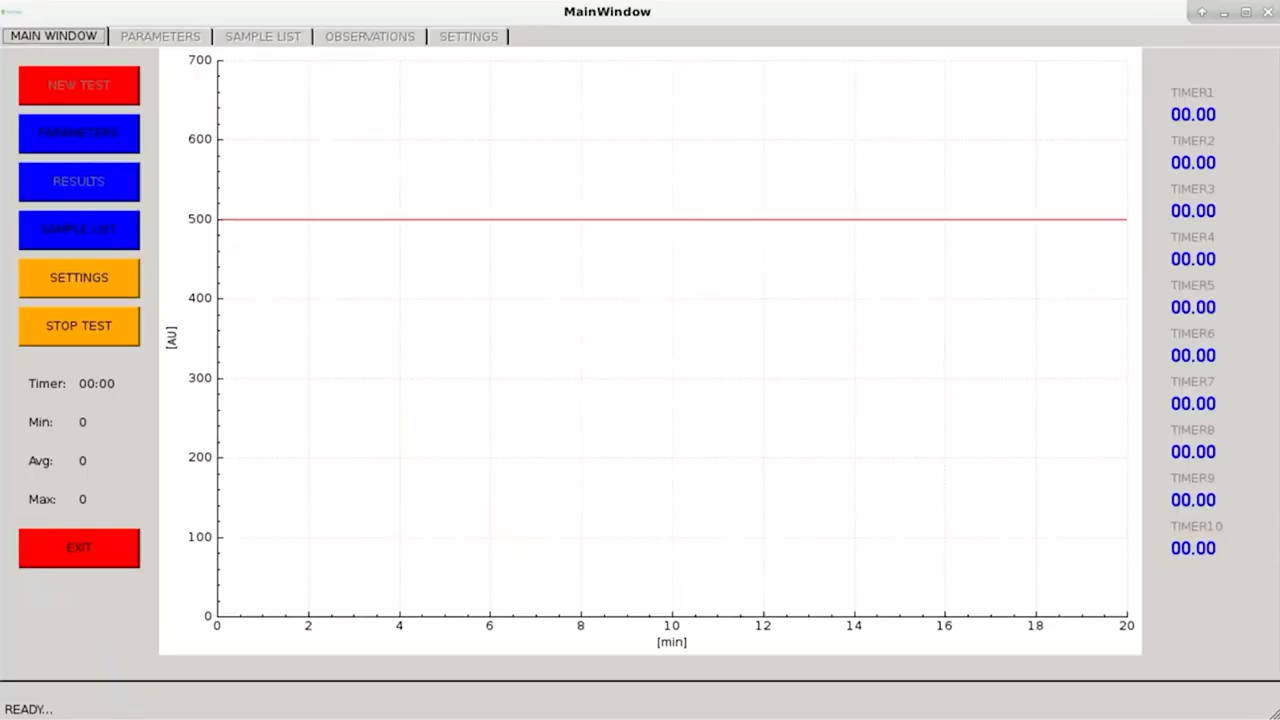 MainWindow
MAIN WINDOW
PARAMETERS
SAMPLE LIST
OBSERVATIONS
SETTINGS
NEW TEST
PARAMETERS
RESULTS
SAMPLE LIST
SETTINGS
STOP TEST
Timer: 00:00
Min: 0
Avg: 0
Max: 0
EXIT
700
600
500
400
300
200
100
0
[AU]
0 2 4 6 8 10 12 14 16 18 20
[min]
TIMER1
00.00
TIMER2
00.00
TIMER3
00.00
TIMER4
00.00
TIMER5
00.00
TIMER6
00.00
TIMER7
00.00
TIMER8
00.00
TIMER9
00.00
TIMER10
00.00
READY...